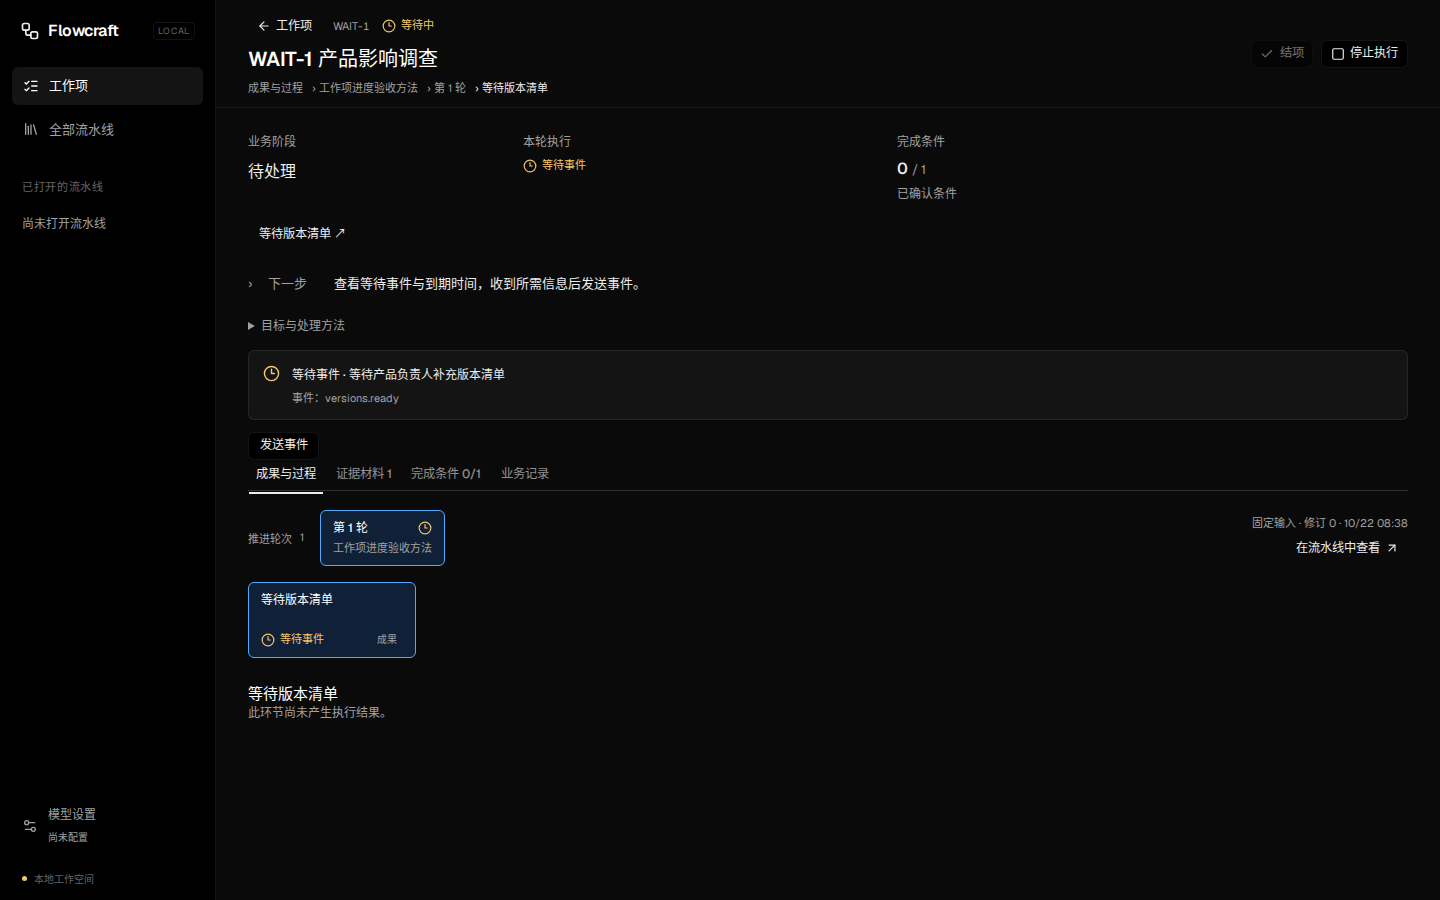 Flowcraft
LOCAL
工作项
全部流水线
已打开的流水线
尚未打开流水线
模型设置
尚未配置
本地工作空间
工作项
WAIT-1
等待中
WAIT-1 产品影响调查
结项
停止执行
成果与过程 › 工作项进度验收方法 › 第 1 轮 › 等待版本清单
业务阶段
待处理
本轮执行
等待事件
完成条件
0 / 1
已确认条件
等待版本清单 ↗
› 下一步 查看等待事件与到期时间，收到所需信息后发送事件。
▶ 目标与处理方法
等待事件 · 等待产品负责人补充版本清单
事件：versions.ready
发送事件
成果与过程 证据材料 1 完成条件 0/1 业务记录
推进轮次 1
第 1 轮
工作项进度验收方法
固定输入 · 修订 0 · 10/22 08:38
在流水线中查看
等待版本清单
等待事件
成果
等待版本清单
此环节尚未产生执行结果。